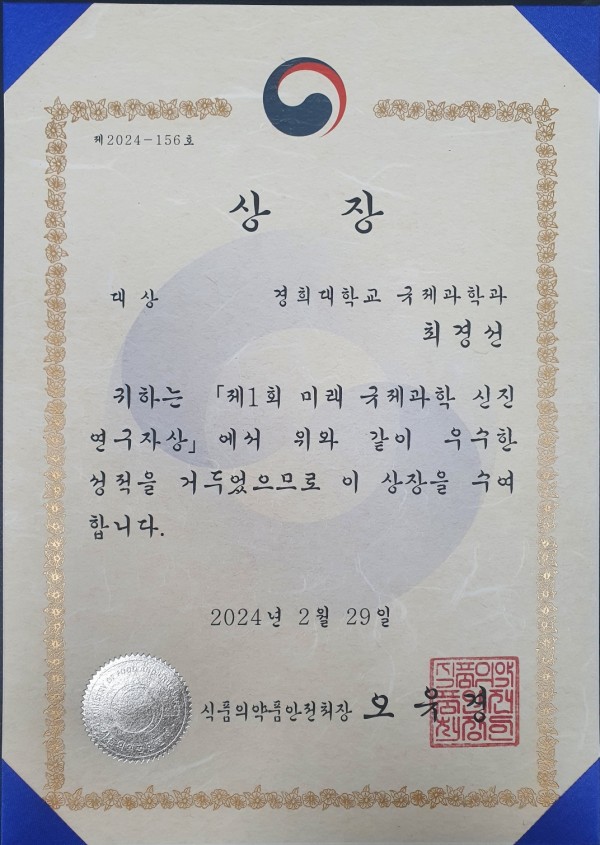 제2024-156호
상 장
대 상
경희대학교 규제과학과
최경선
귀하는 「제1회 미래 규제과학 신진
연구자상」에서 위와 같이 우수한
성적을 거두었으므로 이 상장을 수여
합니다.
2024년 2월 29일
식품의약품안전처장 오 유 경